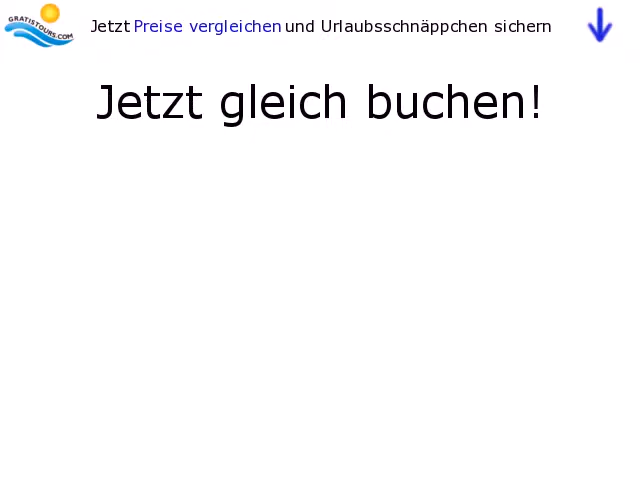 GRATISTOURS.COM
Jetzt Preise vergleichen und Urlaubsschnäppchen sichern
Jetzt gleich buchen!